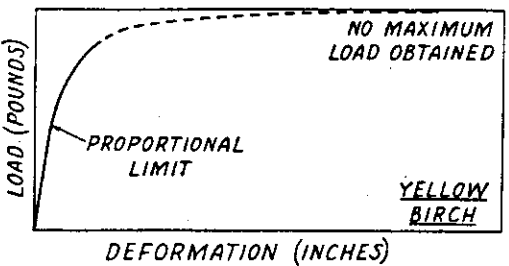 NO MAXIMUM
LOAD OBTAINED
LOAD (POUNDS)
PROPORTIONAL
LIMIT
YELLOW
BIRCH
DEFORMATION (INCHES)